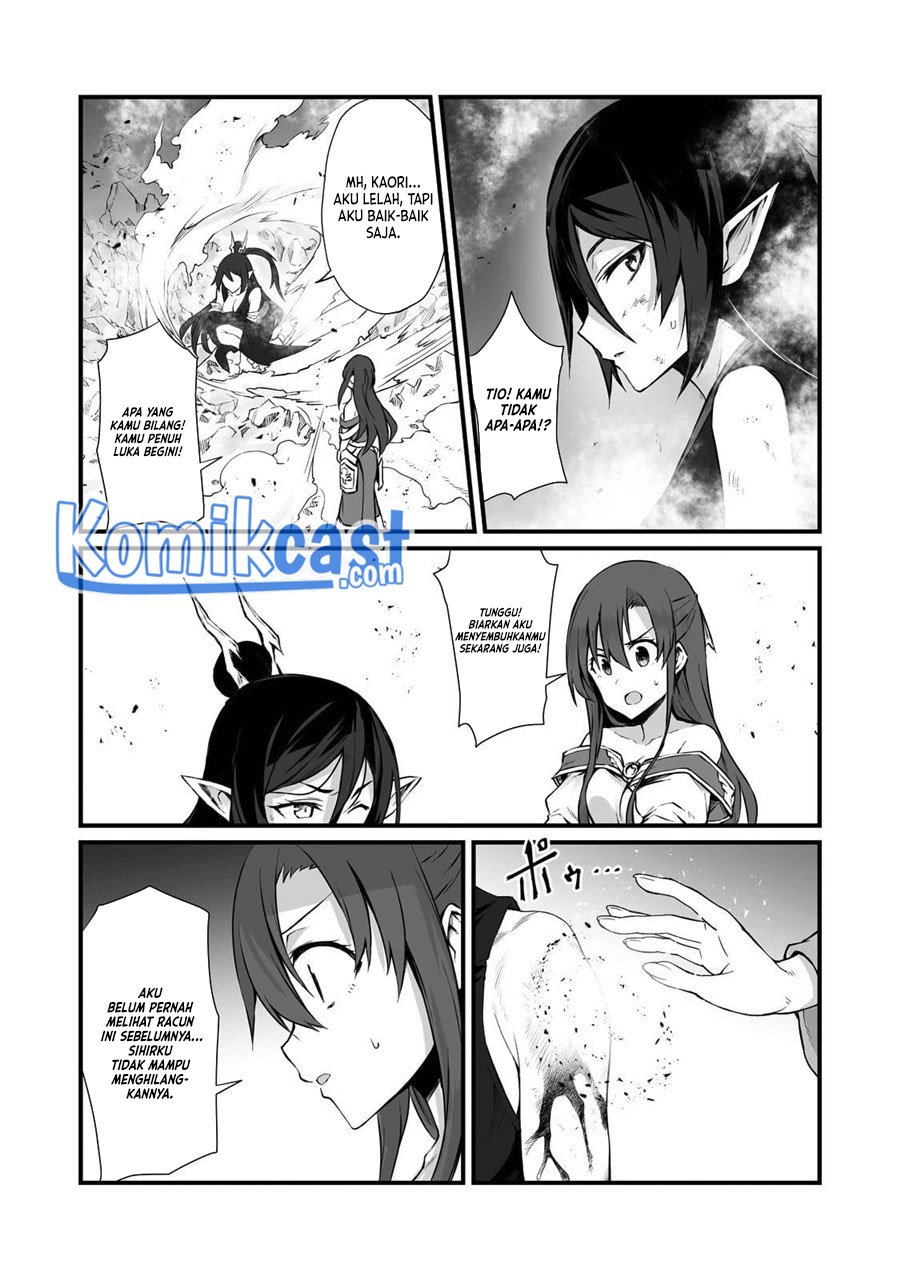 TIO! KAMU
TIDAK
APA-APA!?
MH, KAORI...
AKU LELAH, TAPI
AKU BAIK-BAIK
SAJA.
APA YANG
KAMU BILANG!
KAMU PENUH
LUKA BEGINI!
Komikcast
.com
TUNGGU!
BIARKAN AKU
MENYEMBUHKANMU
SEKARANG JUGA!
ポゥ...
AKU
BELUM PERNAH
MELIHAT RACUN
INI SEBELUMNYA...
SIHIRKU
TIDAK MAMPU
MENGHILANG-
KANNYA.